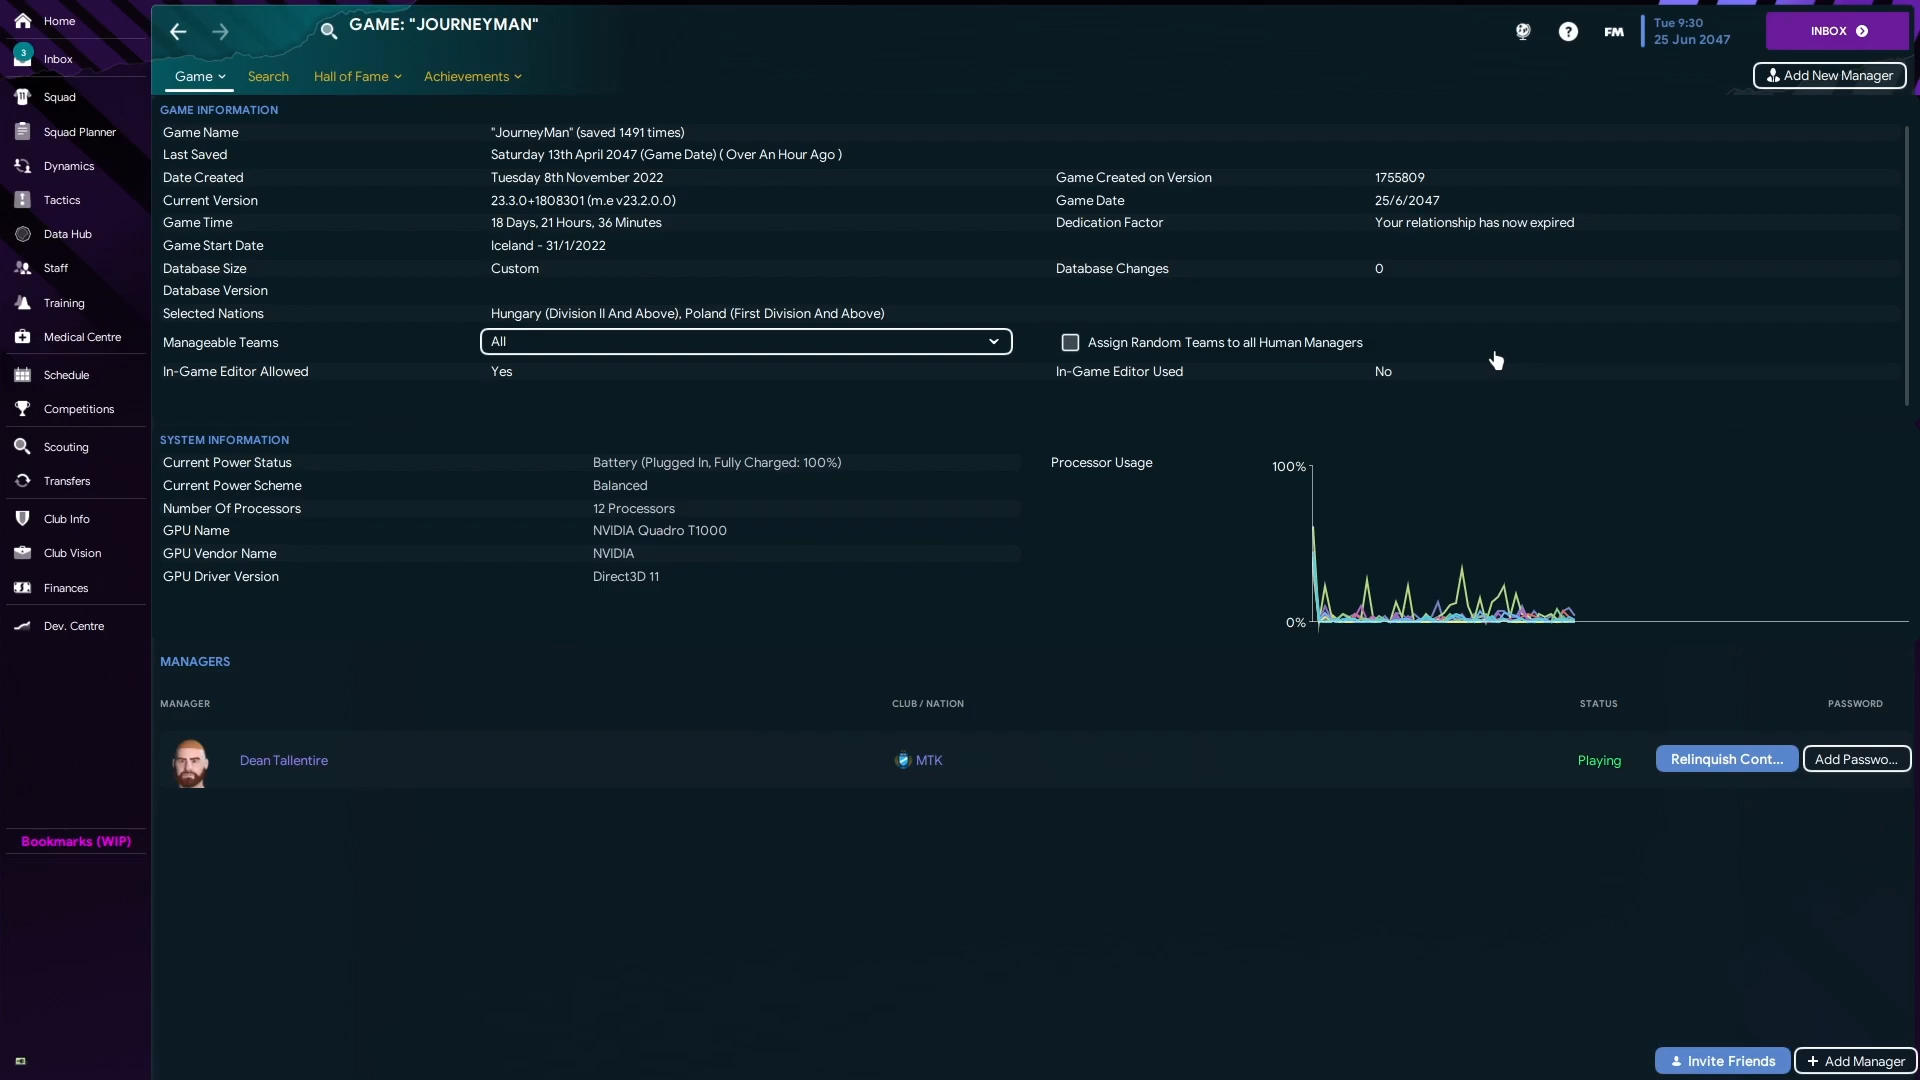 Home
3
Inbox
Squad
Squad Planner
Dynamics
Tactics
Data Hub
Staff
Training
Medical Centre
Schedule
Competitions
Scouting
Transfers
Club Info
Club Vision
Finances
Dev. Centre
Bookmarks (WIP)
GAME: "JOURNEYMAN"
FM
Tue 9:30
25 Jun 2047
INBOX
Game
Search
Hall of Fame
Achievements
Add New Manager
GAME INFORMATION
Game Name "JourneyMan" (saved 1491 times)
Last Saved Saturday 13th April 2047 (Game Date) ( Over An Hour Ago )
Date Created Tuesday 8th November 2022 Game Created on Version 1755809
Current Version 23.3.0+1808301 (m.e v23.2.0.0) Game Date 25/6/2047
Game Time 18 Days, 21 Hours, 36 Minutes Dedication Factor Your relationship has now expired
Game Start Date Iceland - 31/1/2022
Database Size Custom Database Changes 0
Database Version
Selected Nations Hungary (Division II And Above), Poland (First Division And Above)
Manageable Teams All Assign Random Teams to all Human Managers
In-Game Editor Allowed Yes In-Game Editor Used No
SYSTEM INFORMATION
Current Power Status Battery (Plugged In, Fully Charged: 100%) Processor Usage 100%
Current Power Scheme Balanced
Number Of Processors 12 Processors
GPU Name NVIDIA Quadro T1000
GPU Vendor Name NVIDIA
GPU Driver Version Direct3D 11
0%
MANAGERS
MANAGER CLUB / NATION STATUS PASSWORD
Dean Tallentire MTK Playing Relinquish Cont... Add Passwo...
Invite Friends
+ Add Manager